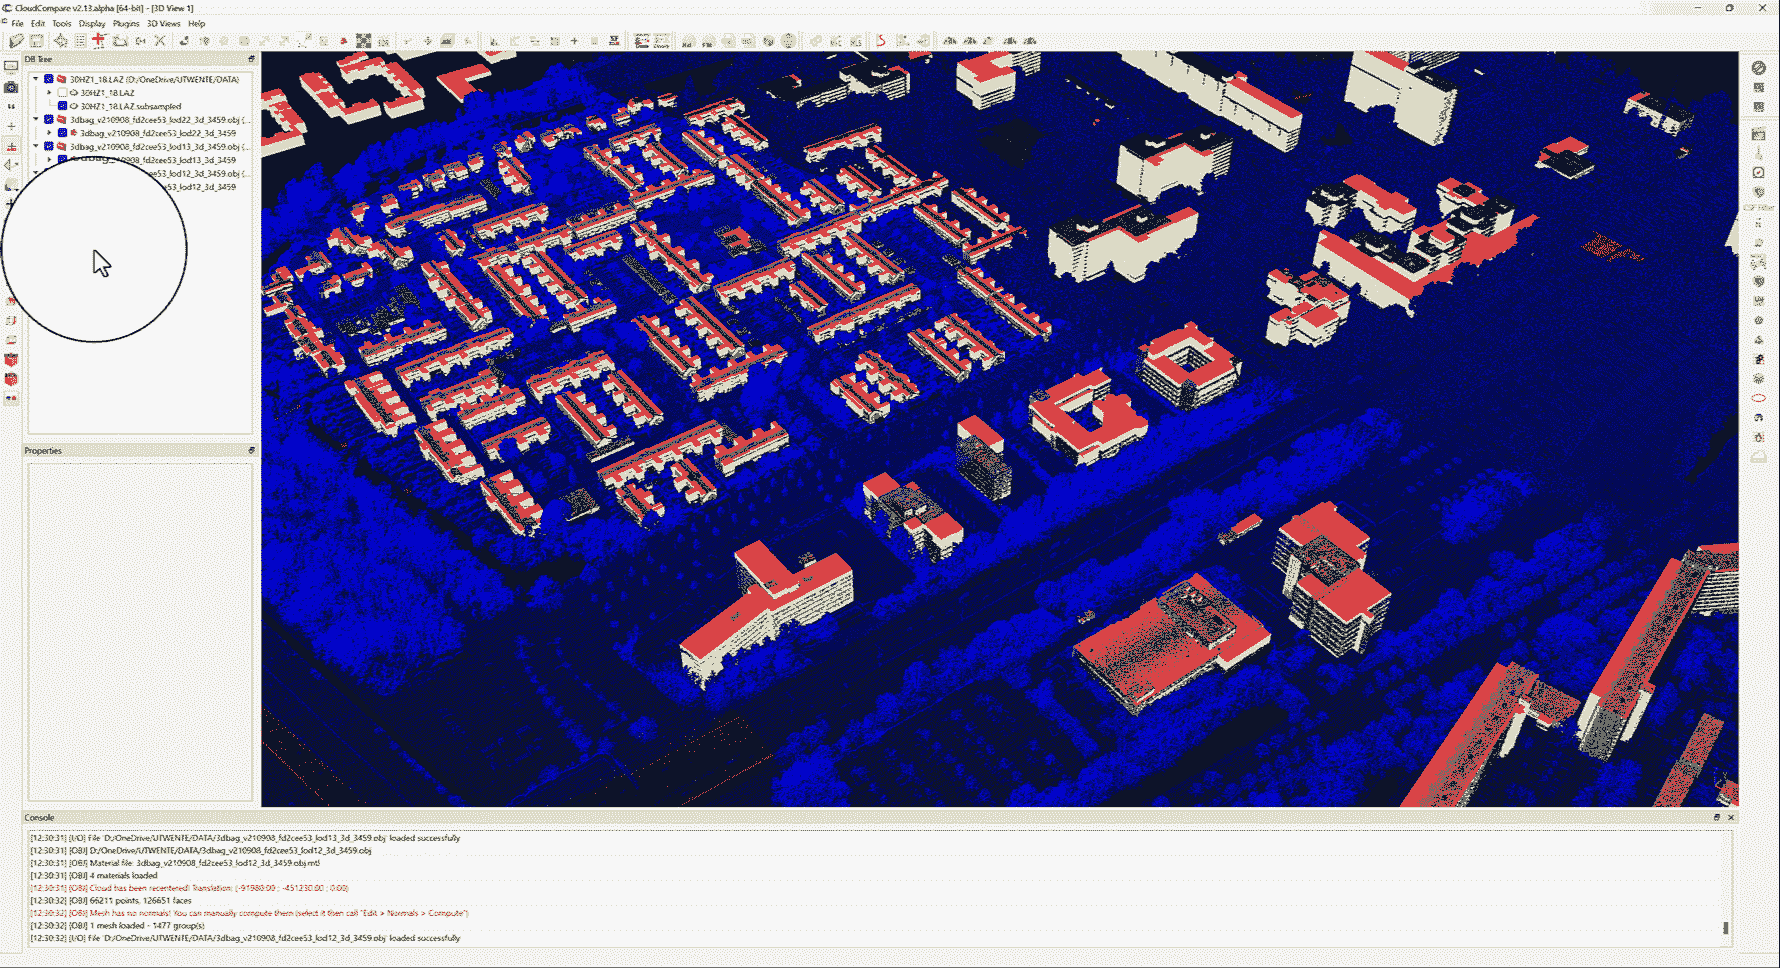 CloudCompare v2.13.alpha [64-bit] - [3D View 1]
File Edit Tools Display Plugins 3D Views Help
DB Tree
30HZ1_18.LAZ (D:/OneDrive/UTWENTE/DATA)
30HZ1_18.LAZ
30HZ1_18.LAZ.subsampled
3dbag_v210908_fd2cee53_lod22_3d_3459.obj (...
3dbag_v210908_fd2cee53_lod22_3d_3459
3dbag_v210908_fd2cee53_lod13_3d_3459.obj (...
3dbag_v210908_fd2cee53_lod13_3d_3459
e53_lod12_3d_3459.obj (...
e53_lod12_3d_3459
Properties
Console
[12:30:31] [I/O] File 'D:/OneDrive/UTWENTE/DATA/3dbag_v210908_fd2cee53_lod13_3d_3459.obj' loaded successfully
[12:30:31] [OBJ] D:/OneDrive/UTWENTE/DATA/3dbag_v210908_fd2cee53_lod12_3d_3459.obj
[12:30:31] [OBJ] Material file: 3dbag_v210908_fd2cee53_lod12_3d_3459.obj.mtl
[12:30:31] [OBJ] 4 materials loaded
[12:30:31] [OBJ] Cloud has been recentered! Translation: (-91980.00 ; -451230.00 ; 0.00)
[12:30:32] [OBJ] 66211 points, 126651 faces
[12:30:32] [OBJ] Mesh has no normals! You can manually compute them (select it then call "Edit > Normals > Compute")
[12:30:32] [OBJ] 1 mesh loaded - 1477 group(s)
[12:30:32] [I/O] File 'D:/OneDrive/UTWENTE/DATA/3dbag_v210908_fd2cee53_lod12_3d_3459.obj' loaded successfully